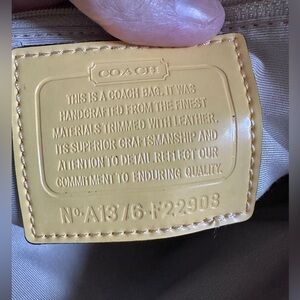 COACH
THIS IS A COACH BAG. IT WAS
HANDCRAFTED FROM THE FINEST
MATERIALS TRIMMED WITH LEATHER.
ITS SUPERIOR CRAFTSMANSHIP AND
ATTENTION TO DETAIL REFLECT OUR
COMMITMENT TO ENDURING QUALITY.
No A1376-F22908